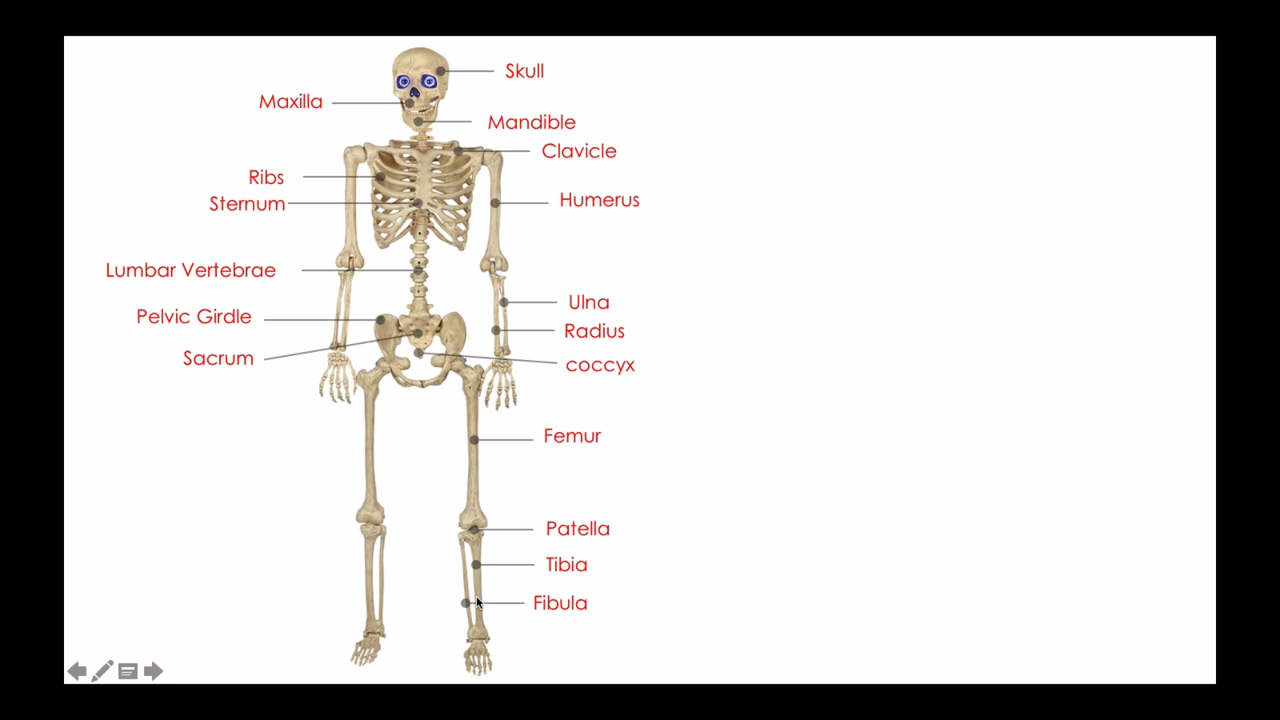 Skull
Maxilla
Mandible
Clavicle
Ribs
Humerus
Sternum
Lumbar Vertebrae
Ulna
Pelvic Girdle
Radius
Sacrum
coccyx
Femur
Patella
Tibia
Fibula